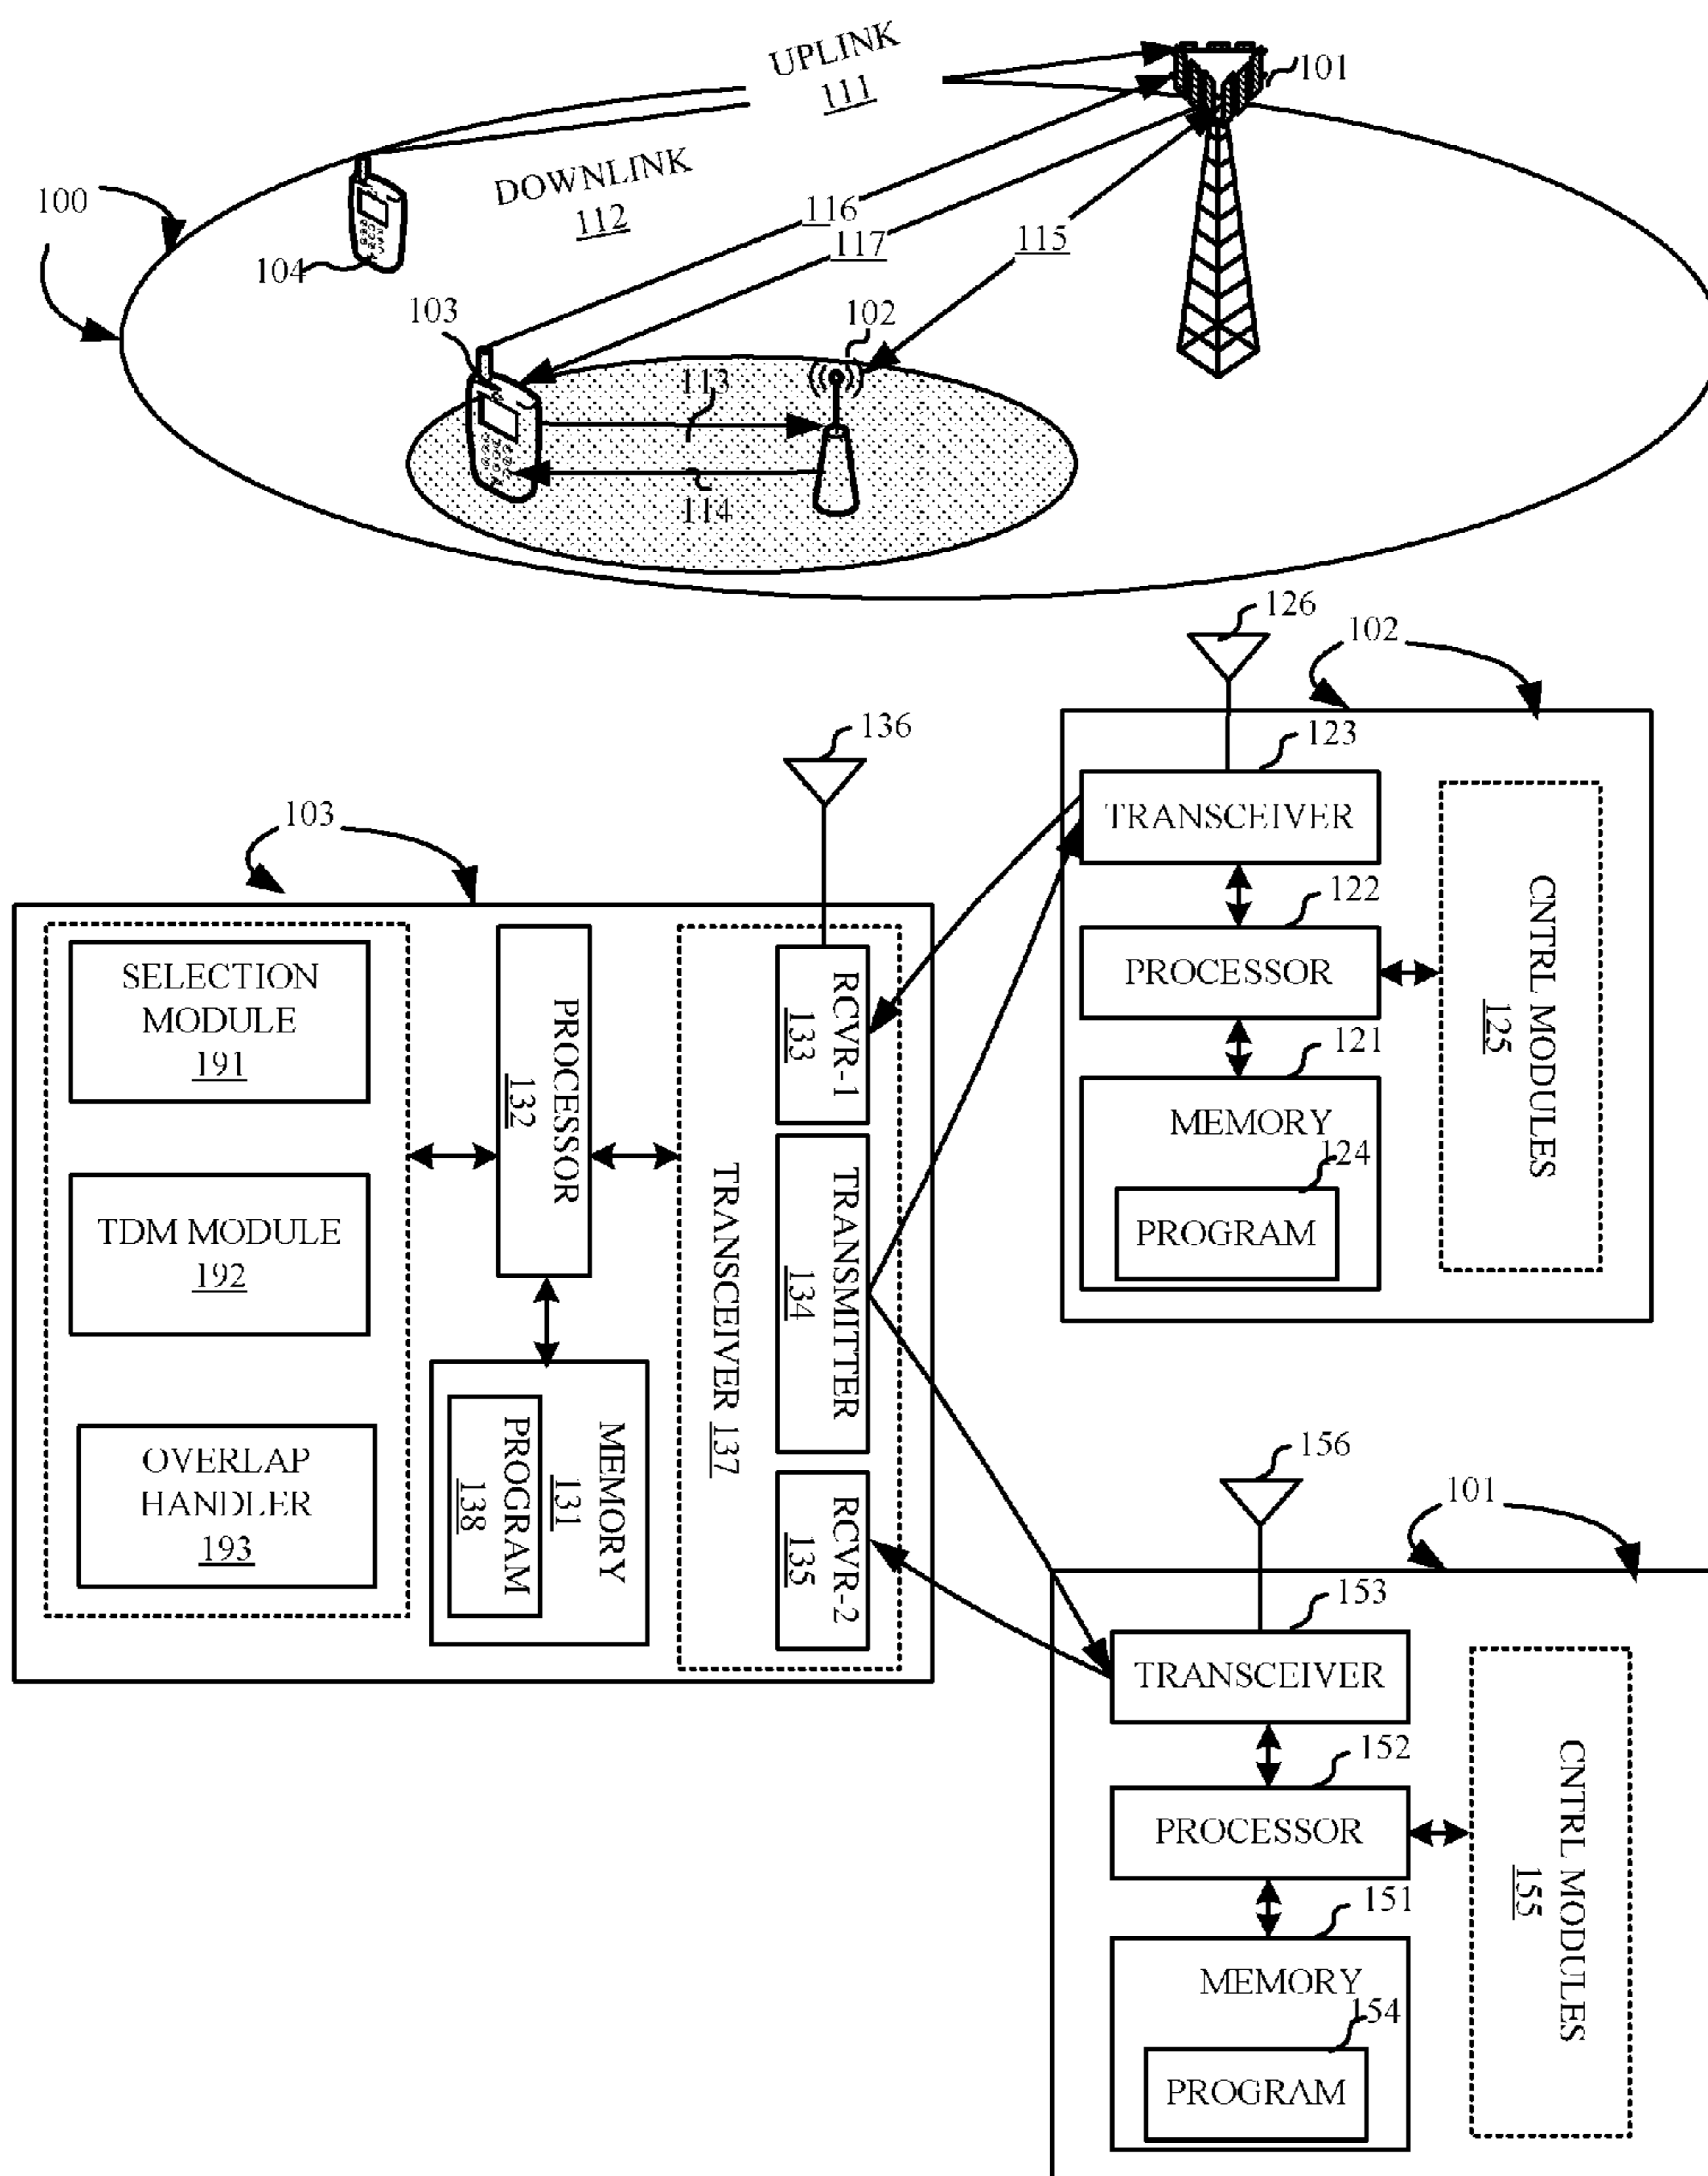 UPLINK
111
101
DOWNLINK
112
100
104
116
117
115
103
102
113
114
126
102
136
123
103
TRANSCEIVER
122
PROCESSOR
CNTRL MODULES
125
121
MEMORY
124
PROGRAM
SELECTION
MODULE
191
TDM MODULE
192
OVERLAP
HANDLER
193
PROCESSOR
132
MEMORY
131
PROGRAM
138
TRANSCEIVER 137
RCVR-1
133
TRANSMITTER
134
RCVR-2
135
156
101
153
TRANSCEIVER
152
PROCESSOR
CNTRL MODULES
155
151
MEMORY
154
PROGRAM